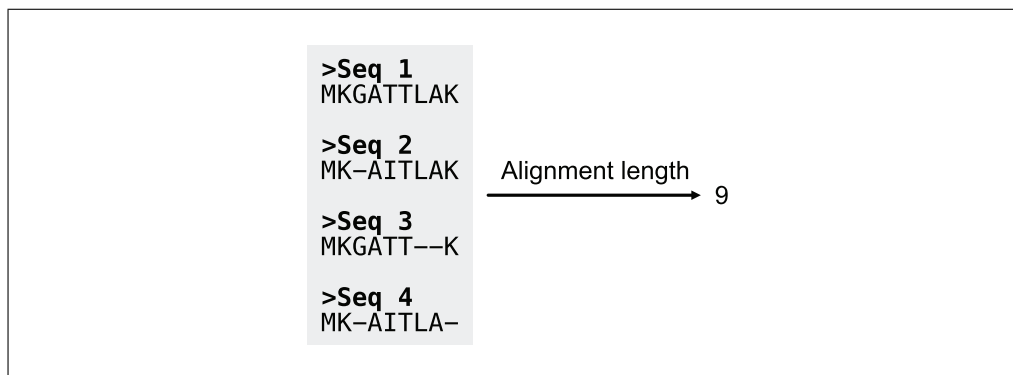 >Seq 1
MKGATTLAK
>Seq 2
MK-AITLAK
>Seq 3
MKGATT--K
>Seq 4
MK-AITLA-
Alignment length
9